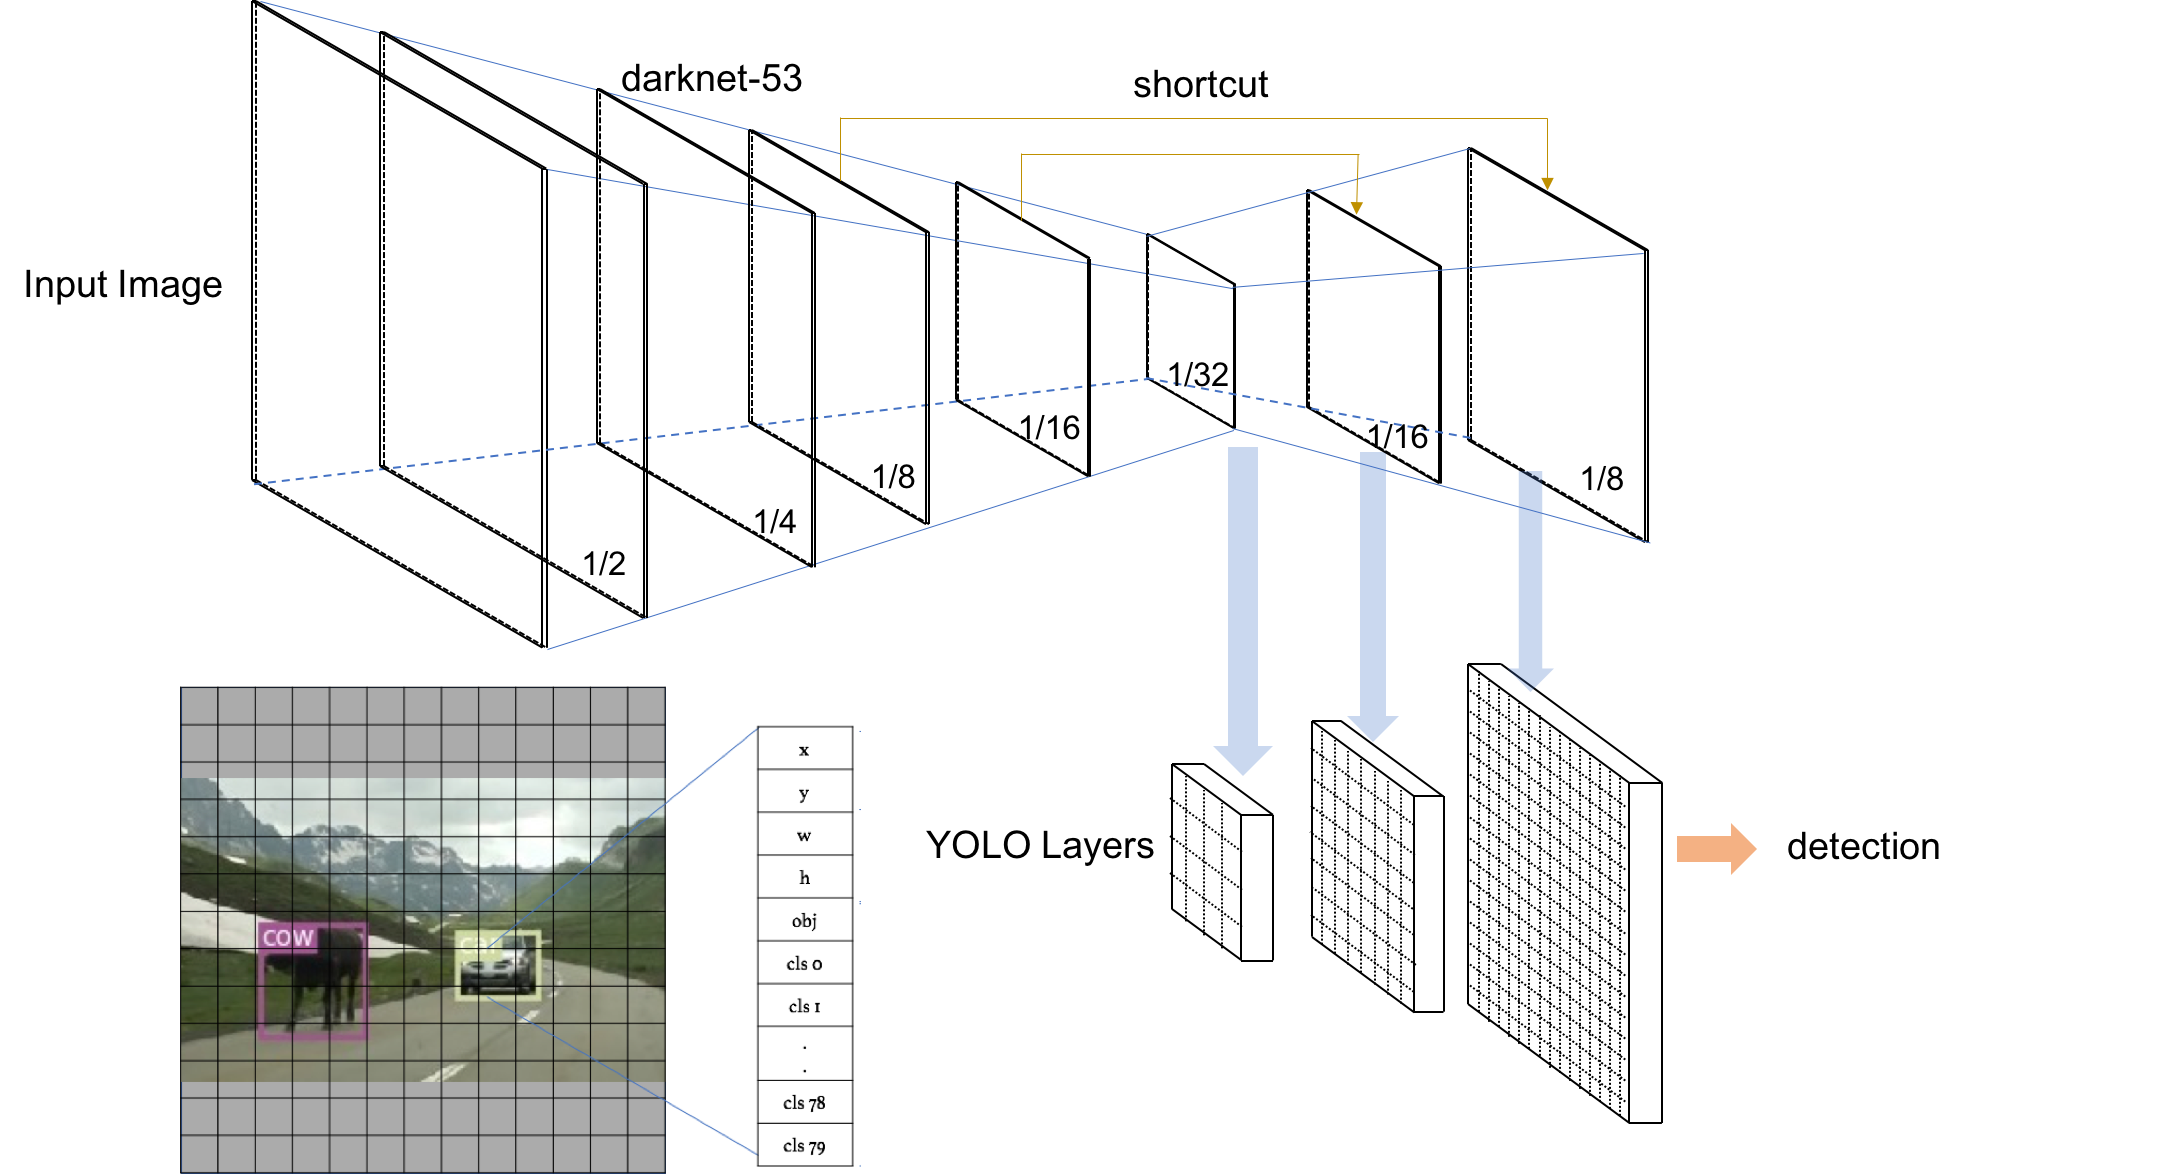 darknet-53
shortcut
Input Image
1/2
1/4
1/8
1/16
1/32
1/16
1/8
cow
car
x
y
w
h
obj
cls 0
cls 1
.
.
cls 78
cls 79
YOLO Layers
detection